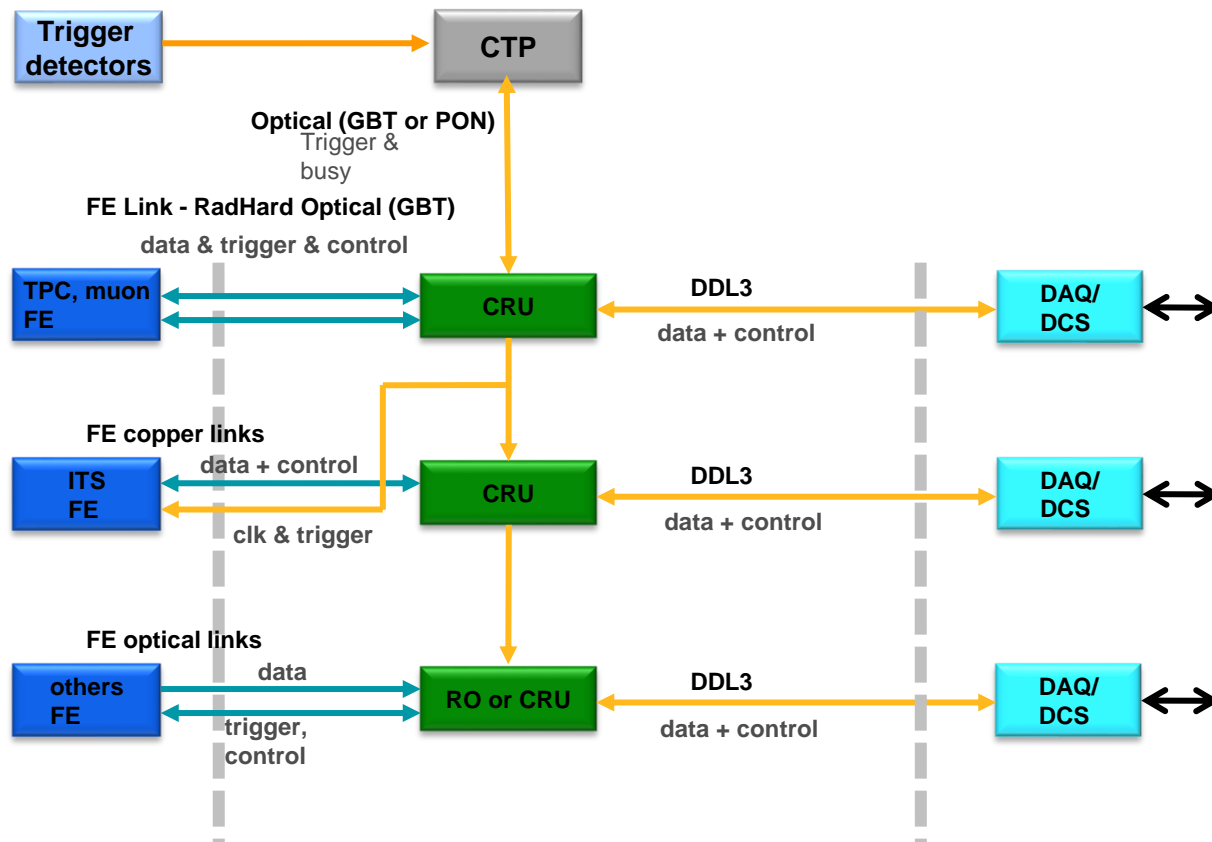 Trigger
detectors
CTP
Optical (GBT or PON)
Trigger &
busy
FE Link - RadHard Optical (GBT)
data & trigger & control
TPC, muon
FE
CRU
DDL3
data + control
DAQ/
DCS
FE copper links
data + control
ITS
FE
clk & trigger
CRU
DDL3
data + control
DAQ/
DCS
FE optical links
data
others
FE
trigger,
control
RO or CRU
DDL3
data + control
DAQ/
DCS